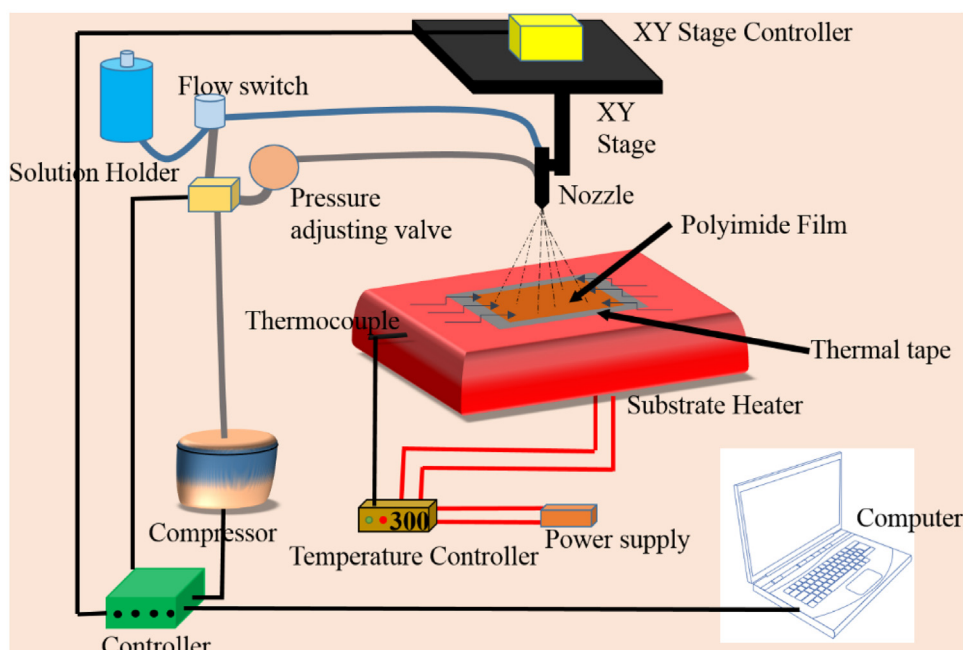 XY Stage Controller
Flow switch
XY
Stage
Solution Holder
Pressure
adjusting valve
Nozzle
Polyimide Film
Thermocouple
Thermal tape
Substrate Heater
300
Compressor
Temperature Controller
Power supply
Computer
Controller